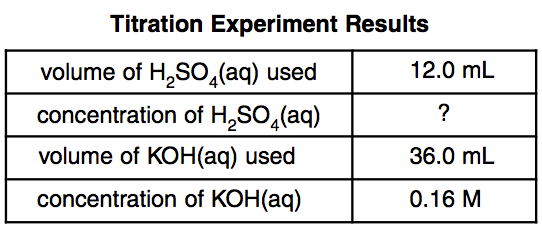 Titration Experiment Results
volume of H₂SO₄(aq) used 12.0 mL
concentration of H₂SO₄(aq) ?
volume of KOH(aq) used 36.0 mL
concentration of KOH(aq) 0.16 M